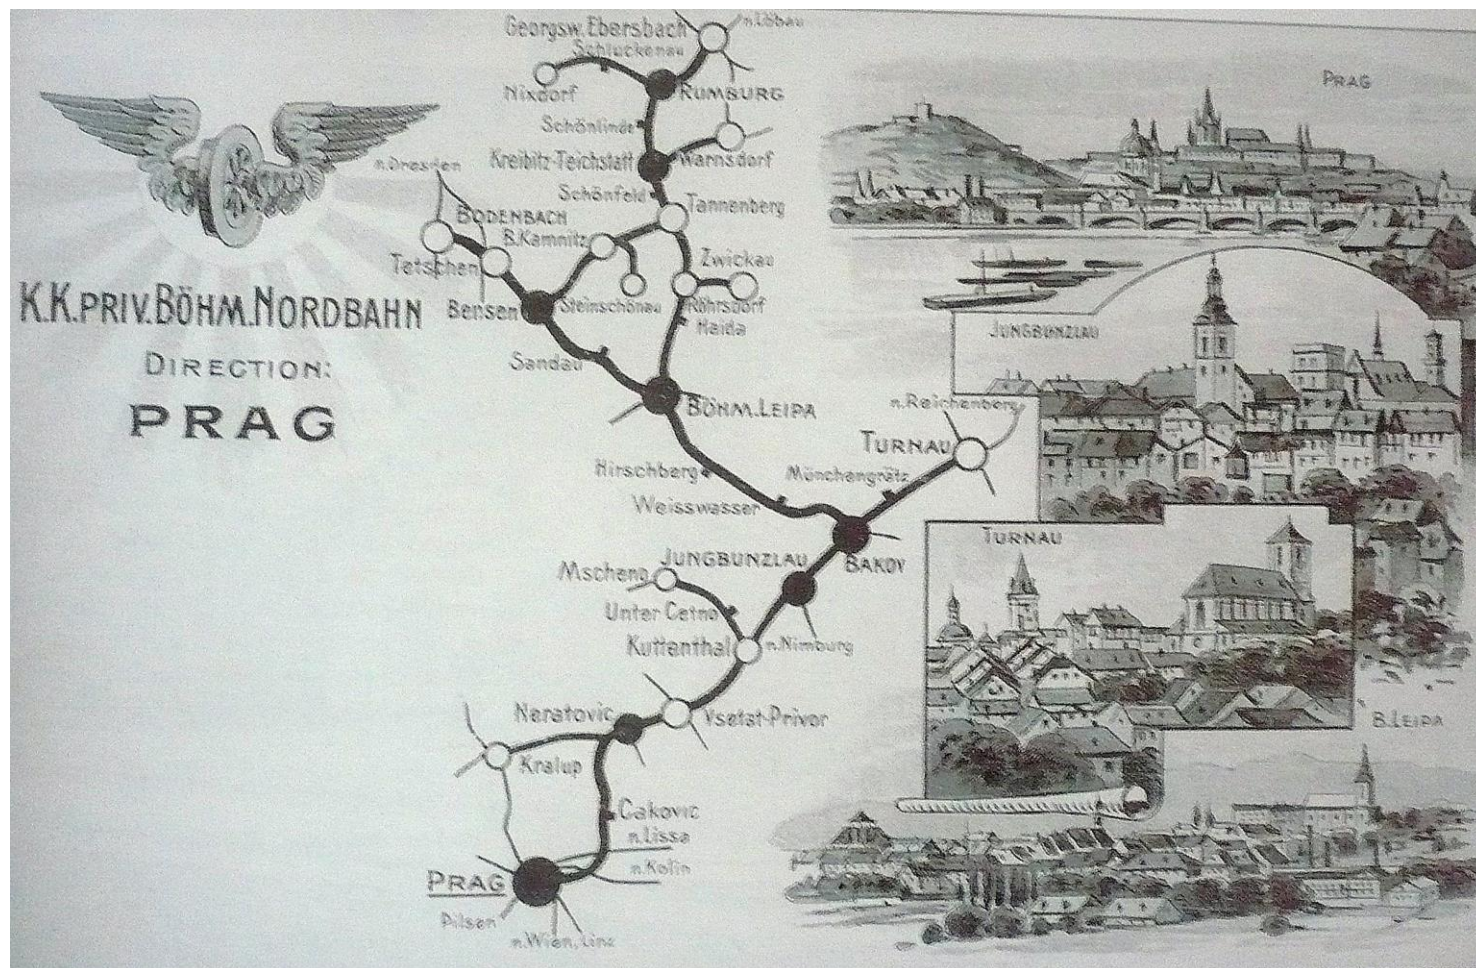 K.K.PRIV.BÖHM.NORDBAHN
DIRECTION:
PRAG
Georgsw. Ebersbach
n.Löbau
Schluckenau
Nixdorf
RUMBURG
Schönlinde
Kreibitz-Teichstatt
Warnsdorf
n.Dresden
Schönfeld
Tannenberg
BODENBACH
B.Kamnitz
Zwickau
Tetschen
Bensen
Steinschönau
Röhrsdorf
Haida
Sandau
BÖHM.LEIPA
n.Reichenberg
TURNAU
Hirschberg
Münchengrätz
Weisswasser
JUNGBUNZLAU
BAKOV
Mscheno
Unter Cetno
Kuttenthal
n.Nimburg
Neratovic
Vsetat-Privor
Kralup
Cakovic
n.Lissa
n.Kolin
PRAG
Pilsen
n.Wien, Linz
PRAG
JUNGBUNZLAU
TURNAU
B.LEIPA